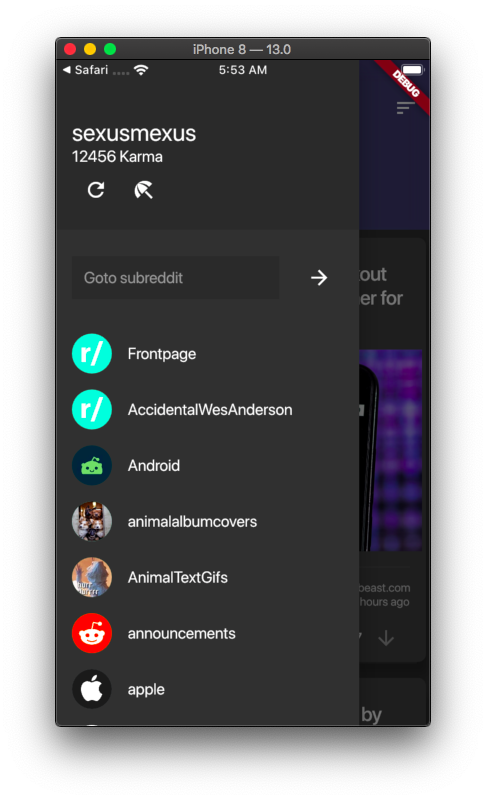 iPhone 8 — 13.0
Safari
5:53 AM
DEBUG
sexusmexus
12456 Karma
Goto subreddit
r/ Frontpage
r/ AccidentalWesAnderson
Android
animalalbumcovers
AnimalTextGifs
announcements
apple
out
er for
beast.com
hours ago
by